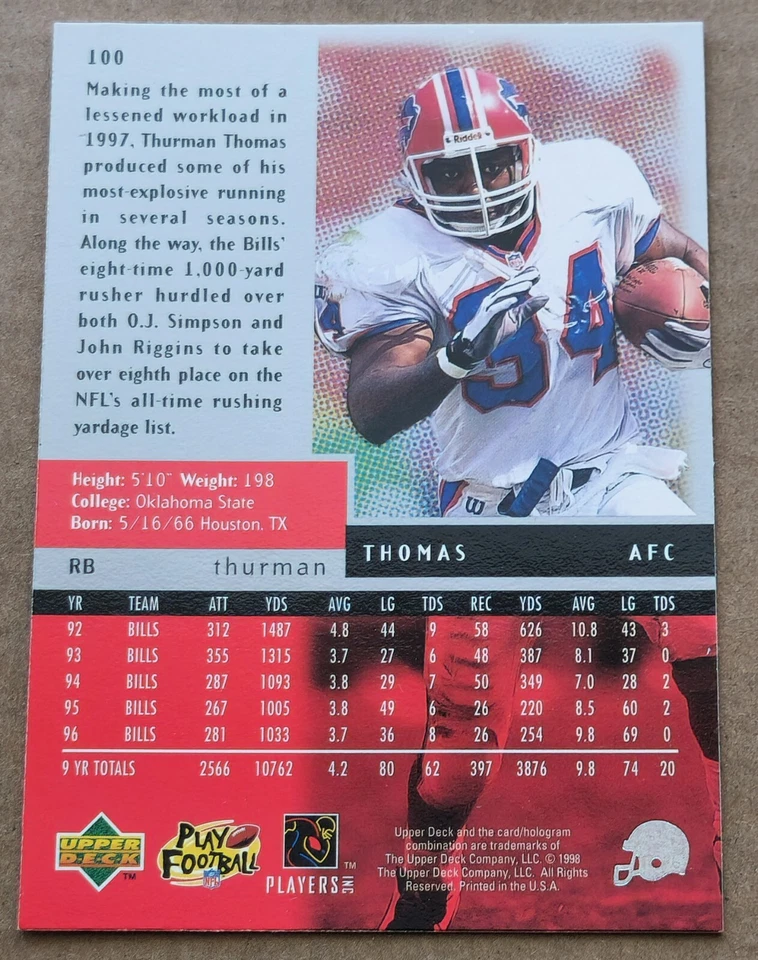 100
Making the most of a
lessened workload in
1997, Thurman Thomas
produced some of his
most-explosive running
in several seasons.
Along the way, the Bills'
eight-time 1,000-yard
rusher hurdled over
both O.J. Simpson and
John Riggins to take
over eighth place on the
NFL's all-time rushing
yardage list.
Riddell
34
Height: 5'10" Weight: 198
College: Oklahoma State
Born: 5/16/66 Houston, TX
RB thurman THOMAS AFC
YR TEAM ATT YDS AVG LG TDS REC YDS AVG LG TDS
92 BILLS 312 1487 4.8 44 9 58 626 10.8 43 3
93 BILLS 355 1315 3.7 27 6 48 387 8.1 37 0
94 BILLS 287 1093 3.8 29 7 50 349 7.0 28 2
95 BILLS 267 1005 3.8 49 6 26 220 8.5 60 2
96 BILLS 281 1033 3.7 36 8 26 254 9.8 69 0
9 YR TOTALS 2566 10762 4.2 80 62 397 3876 9.8 74 20
UPPER
DECK
TM
PLAY
FOOTBALL
NFL
PLAYERS INC
TM
Upper Deck and the card/hologram
combination are trademarks of
The Upper Deck Company, LLC. © 1998
The Upper Deck Company, LLC. All Rights
Reserved. Printed in the U.S.A.